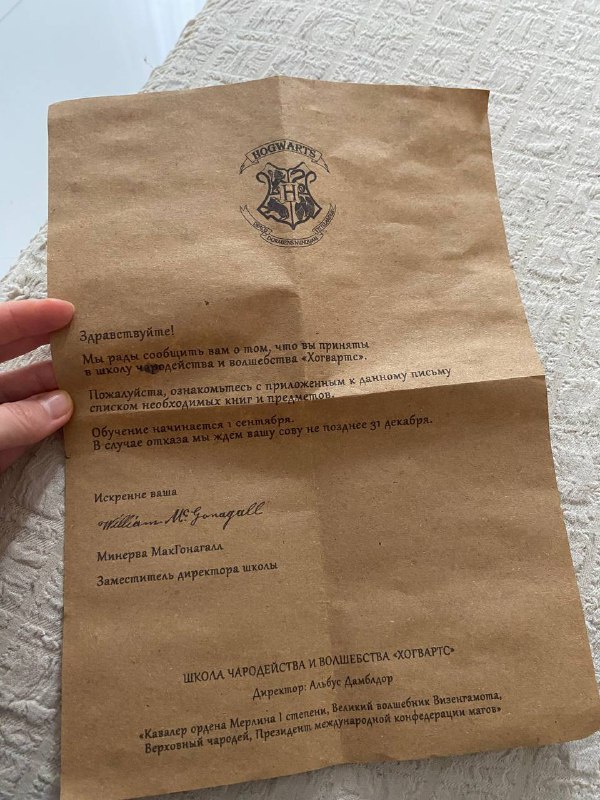 HOGWARTS
H
Здравствуйте!
Мы рады сообщить вам о том, что вы приняты
в школу чародейства и волшебства «Хогвартс».
Пожалуйста, ознакомьтесь с приложенным к данному письму
списком необходимых книг и предметов.
Обучение начинается 1 сентября.
В случае отказа мы ждем вашу сову не позднее 31 декабря.
Искренне ваша
William McGonagall
Минерва МакГонагалл
Заместитель директора школы
ШКОЛА ЧАРОДЕЙСТВА И ВОЛШЕБСТВА «ХОГВАРТС»
Директор: Альбус Дамблдор
«Кавалер ордена Мерлина I степени, Великий волшебник Визенгамота,
Верховный чародей, Президент международной конфедерации магов»